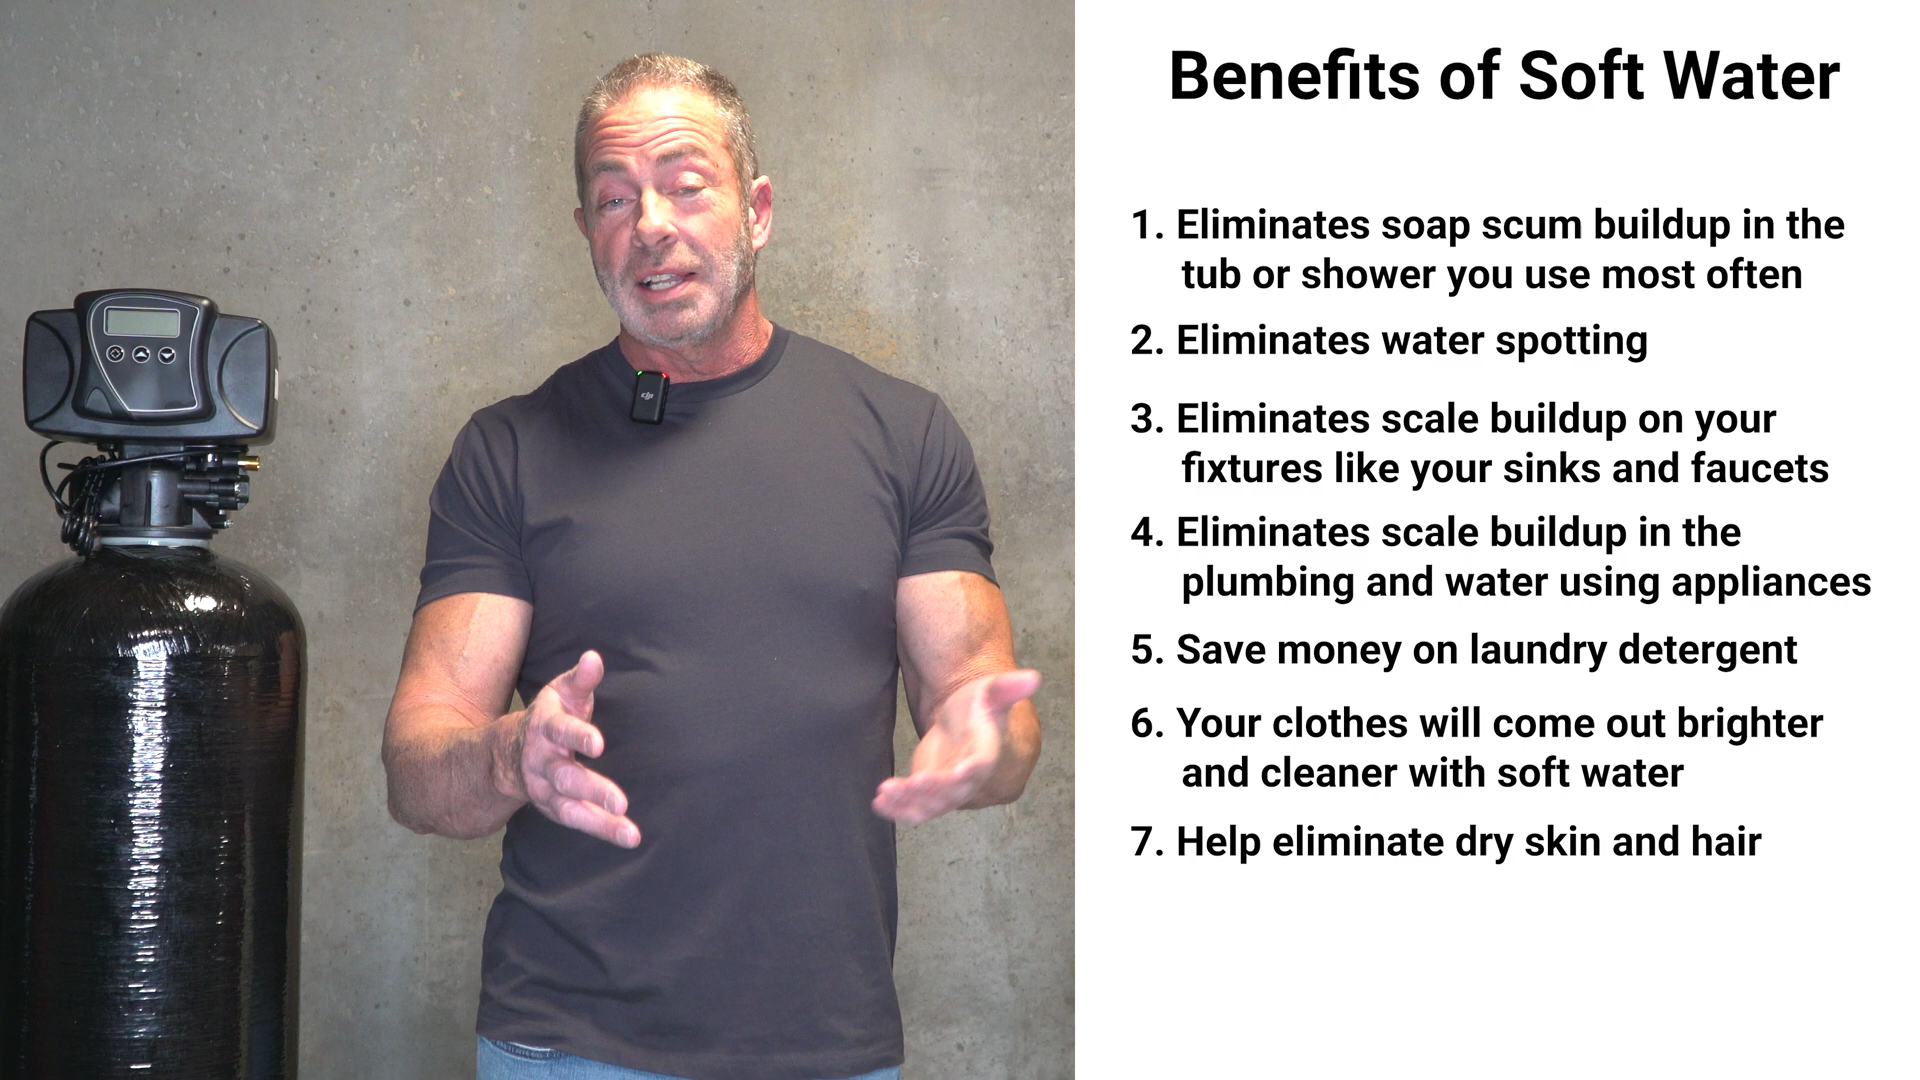 Benefits of Soft Water
1. Eliminates soap scum buildup in the
tub or shower you use most often
2. Eliminates water spotting
3. Eliminates scale buildup on your
fixtures like your sinks and faucets
4. Eliminates scale buildup in the
plumbing and water using appliances
5. Save money on laundry detergent
6. Your clothes will come out brighter
and cleaner with soft water
7. Help eliminate dry skin and hair
dji